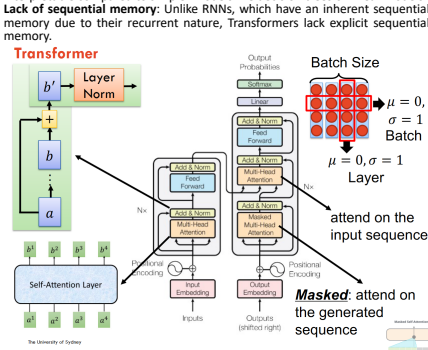 Lack of sequential memory: Unlike RNNs, which have an inherent sequential
memory due to their recurrent nature, Transformers lack explicit sequential
memory.
Transformer
b′
Layer
Norm
+
b
a
b¹ b² b³ b⁴
Self-Attention Layer
a¹ a² a³ a⁴
The University of Sydney
Output
Probabilities
Softmax
Linear
Add & Norm
Feed
Forward
Add & Norm
Multi-Head
Attention
Add & Norm
Masked
Multi-Head
Attention
N×
Positional
Encoding
Output
Embedding
Outputs
(shifted right)
Add & Norm
Feed
Forward
Add & Norm
Multi-Head
Attention
N×
Positional
Encoding
Input
Embedding
Inputs
Batch Size
μ = 0,
σ = 1
Batch
μ = 0, σ = 1
Layer
attend on the
input sequence
Masked: attend on
the generated
sequence